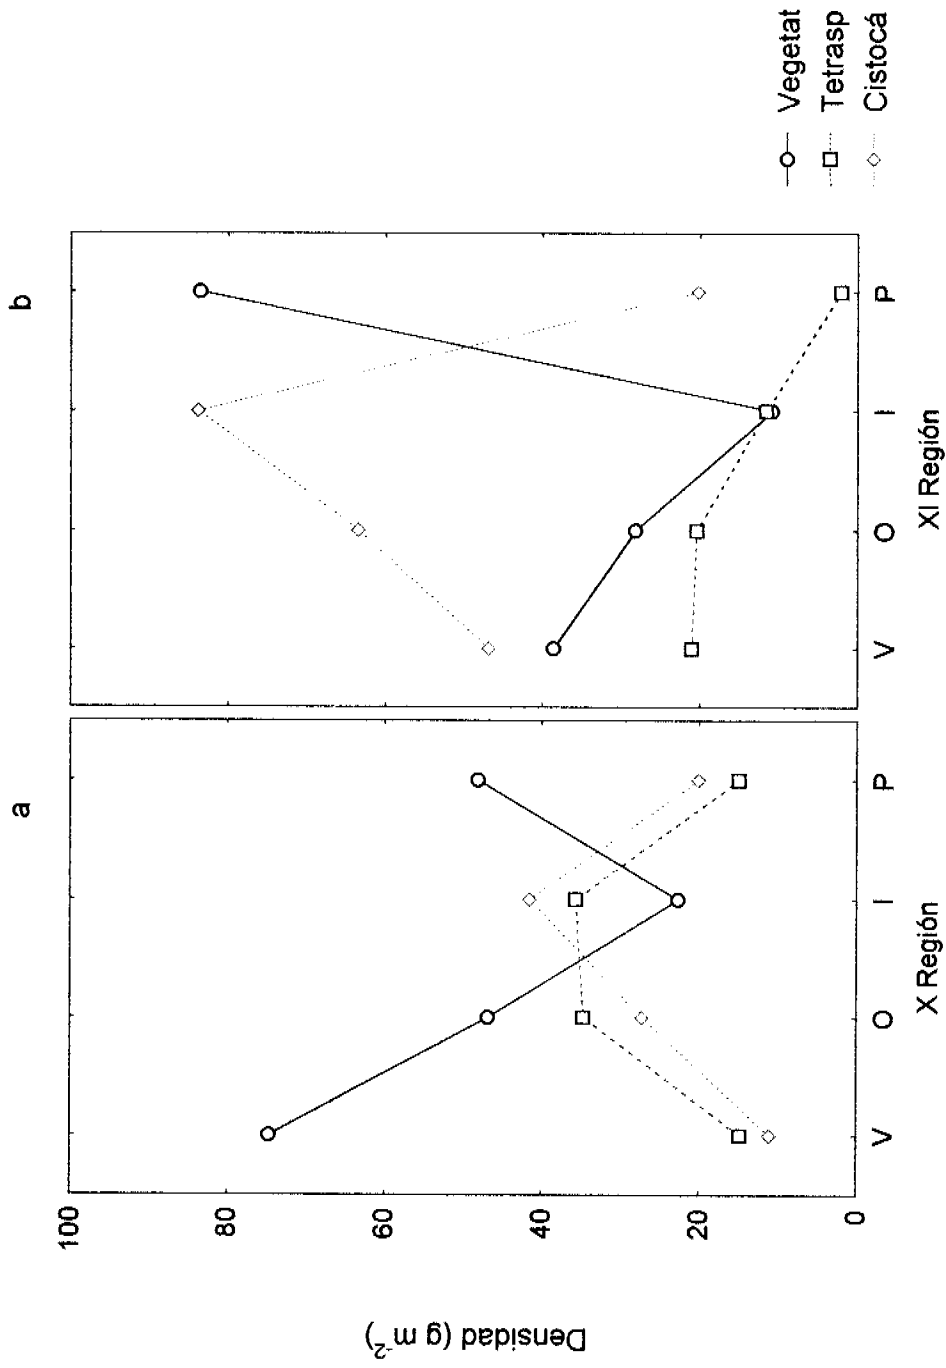 a
b
100
80
60
40
20
0
Densidad (g m⁻²)
V O I P
V O I P
X Región
XI Región
Vegetat
Tetrasp
Cistocá